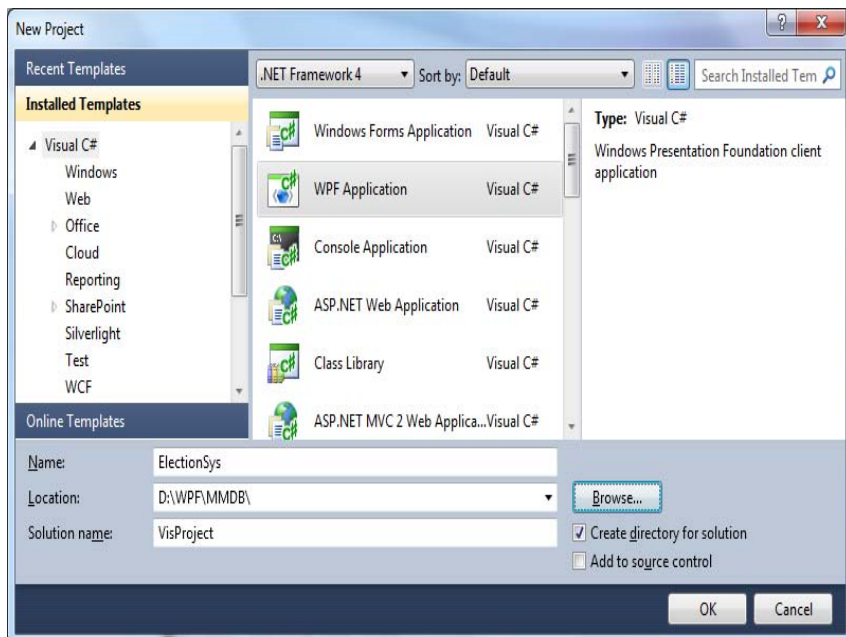 New Project
Recent Templates
Installed Templates
Visual C#
Windows
Web
Office
Cloud
Reporting
SharePoint
Silverlight
Test
WCF
Online Templates
.NET Framework 4
Sort by: Default
Search Installed Tem
Windows Forms Application Visual C#
WPF Application Visual C#
Console Application Visual C#
ASP.NET Web Application Visual C#
Class Library Visual C#
ASP.NET MVC 2 Web Applica...Visual C#
Type: Visual C#
Windows Presentation Foundation client
application
Name: ElectionSys
Location: D:\WPF\MMDB\
Browse...
Solution name: VisProject
Create directory for solution
Add to source control
OK Cancel